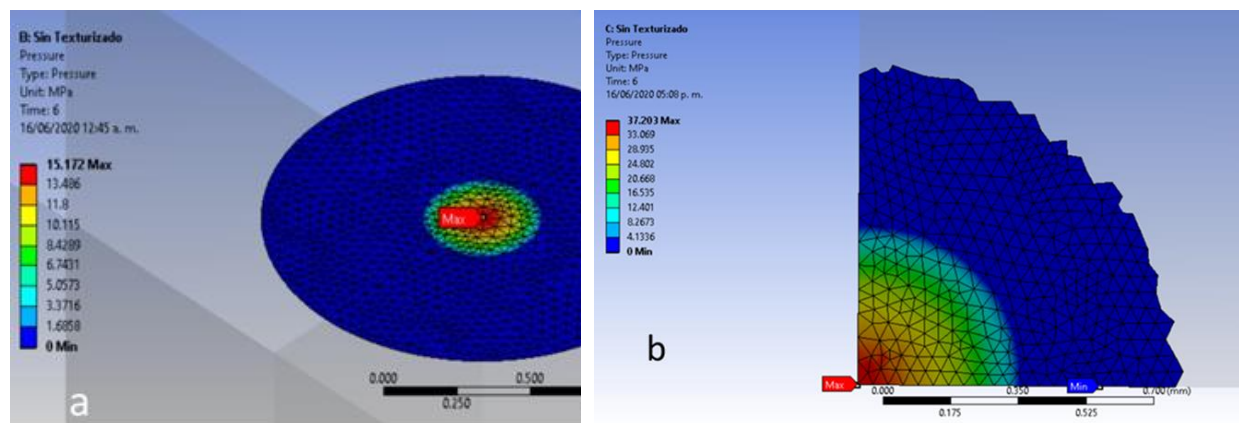 B: Sin Texturizado
Pressure
Type: Pressure
Unit: MPa
Time: 6
16/06/2020 12:45 a. m.
15.172 Max
13.486
11.8
10.115
8.4289
6.7431
5.0573
3.3716
1.6858
0 Min
Max
0.000
0.500
0.250
a
C: Sin Texturizado
Pressure
Type: Pressure
Unit: MPa
Time: 6
16/06/2020 05:08 p. m.
37.203 Max
33.069
28.935
24.802
20.668
16.535
12.401
8.2673
4.1336
0 Min
b
Max
Min
0.000
0.350
0.700 (mm)
0.175
0.525